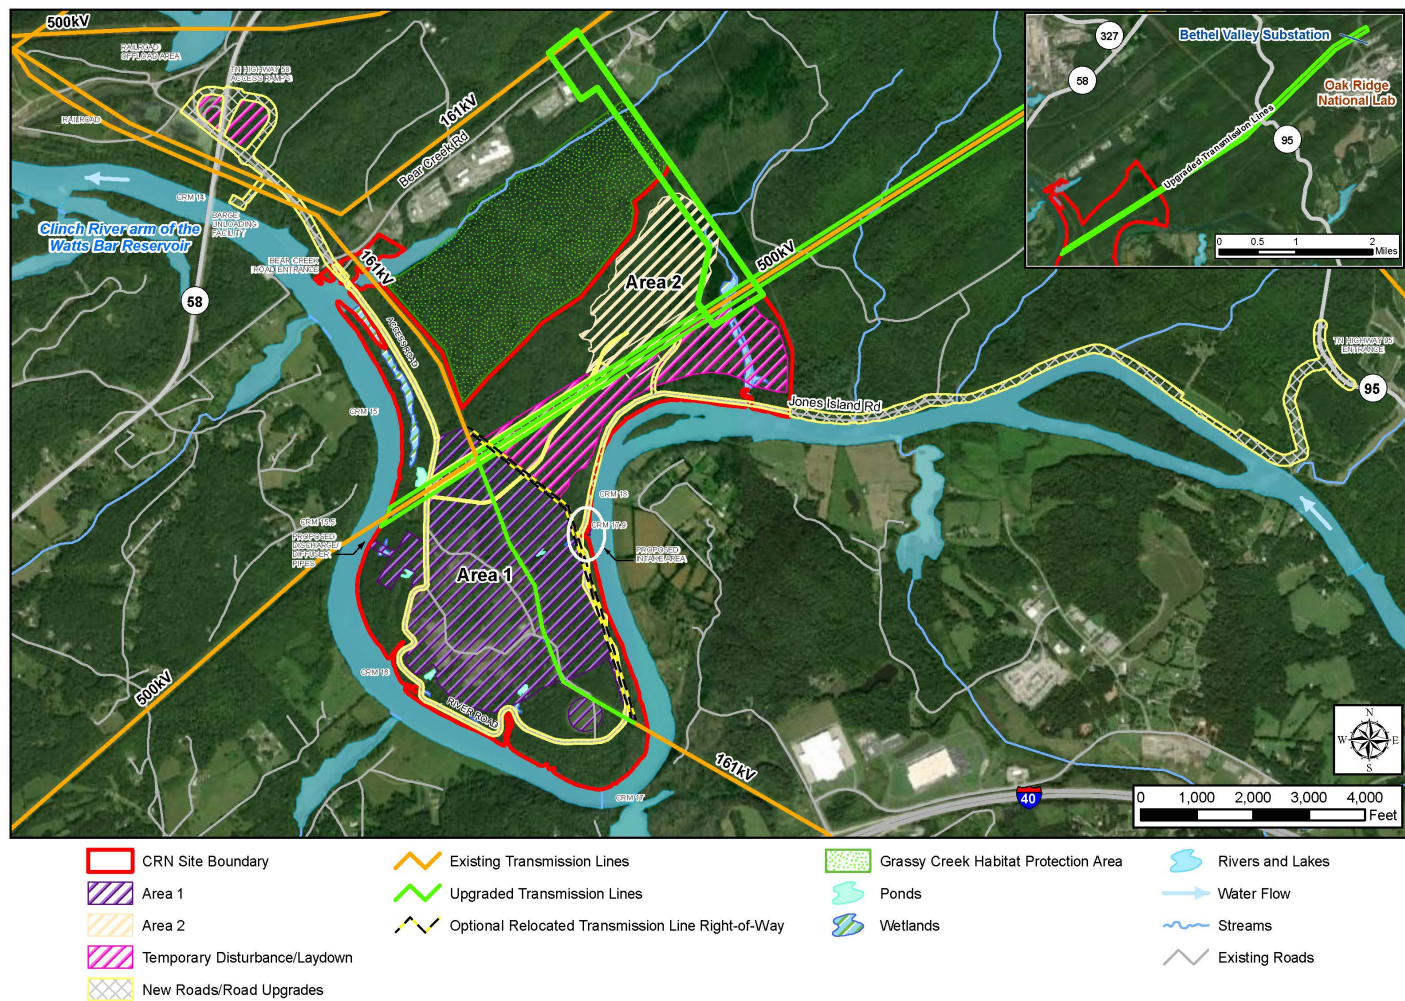 500kV
RAILROAD
OFFLOAD AREA
TN HIGHWAY 58
ACCESS RAMPS
RAILROAD
161kV
Bear Creek Rd
CRM 14
BARGE
UNLOADING
FACILITY
Clinch River arm of the
Watts Bar Reservoir
BEAR CREEK
ROAD ENTRANCE
161kV
58
ACCESS ROAD
Area 2
500kV
327
58
Bethel Valley Substation
Oak Ridge
National Lab
95
Upgraded Transmission Lines
0 0.5 1 2
Miles
TN HIGHWAY 95
ENTRANCE
95
Jones Island Rd
CRM 15
CRM 18
CRM 15.5
CRM 17.9
PROPOSED
DISCHARGE/
DIFFUSER
PIPES
PROPOSED
INTAKE AREA
Area 1
CRM 16
500kV
RIVER ROAD
161kV
CRM 17
40
N
W E
S
0 1,000 2,000 3,000 4,000
Feet
CRN Site Boundary
Area 1
Area 2
Temporary Disturbance/Laydown
New Roads/Road Upgrades
Existing Transmission Lines
Upgraded Transmission Lines
Optional Relocated Transmission Line Right-of-Way
Grassy Creek Habitat Protection Area
Ponds
Wetlands
Rivers and Lakes
Water Flow
Streams
Existing Roads